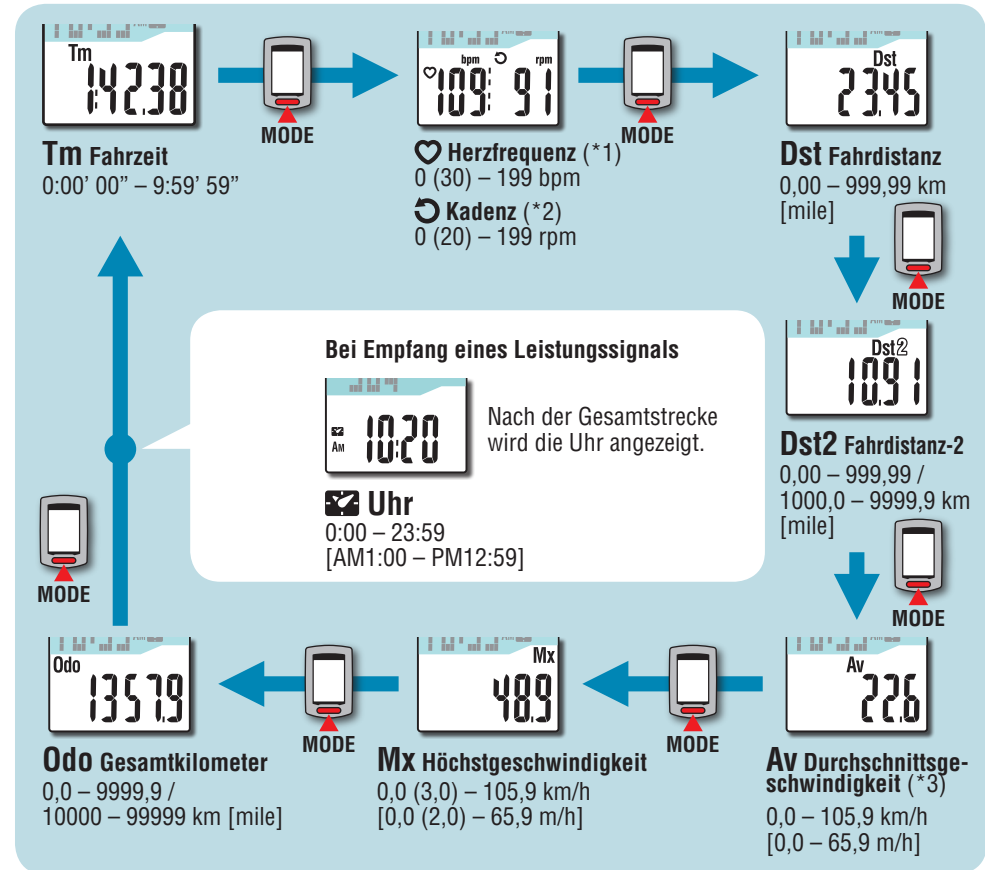 Tm
1:42.38
MODE
bpm
rpm
109 91
MODE
Dst
23.45
Tm Fahrzeit
0:00' 00” – 9:59' 59”
Herzfrequenz (*1)
0 (30) – 199 bpm
Kadenz (*2)
0 (20) – 199 rpm
Dst Fahrdistanz
0,00 – 999,99 km
[mile]
MODE
Dst2
10.91
Dst2 Fahrdistanz-2
0,00 – 999,99 /
1000,0 – 9999,9 km
[mile]
MODE
Bei Empfang eines Leistungssignals
AM
10:20
Nach der Gesamtstrecke
wird die Uhr angezeigt.
Uhr
0:00 – 23:59
[AM1:00 – PM12:59]
MODE
Av
22.6
Av Durchschnittsge-
schwindigkeit (*3)
0,0 – 105,9 km/h
[0,0 – 65,9 m/h]
MODE
Mx
48.9
Mx Höchstgeschwindigkeit
0,0 (3,0) – 105,9 km/h
[0,0 (2,0) – 65,9 m/h]
MODE
Odo
1357.9
Odo Gesamtkilometer
0,0 – 9999,9 /
10000 – 99999 km [mile]